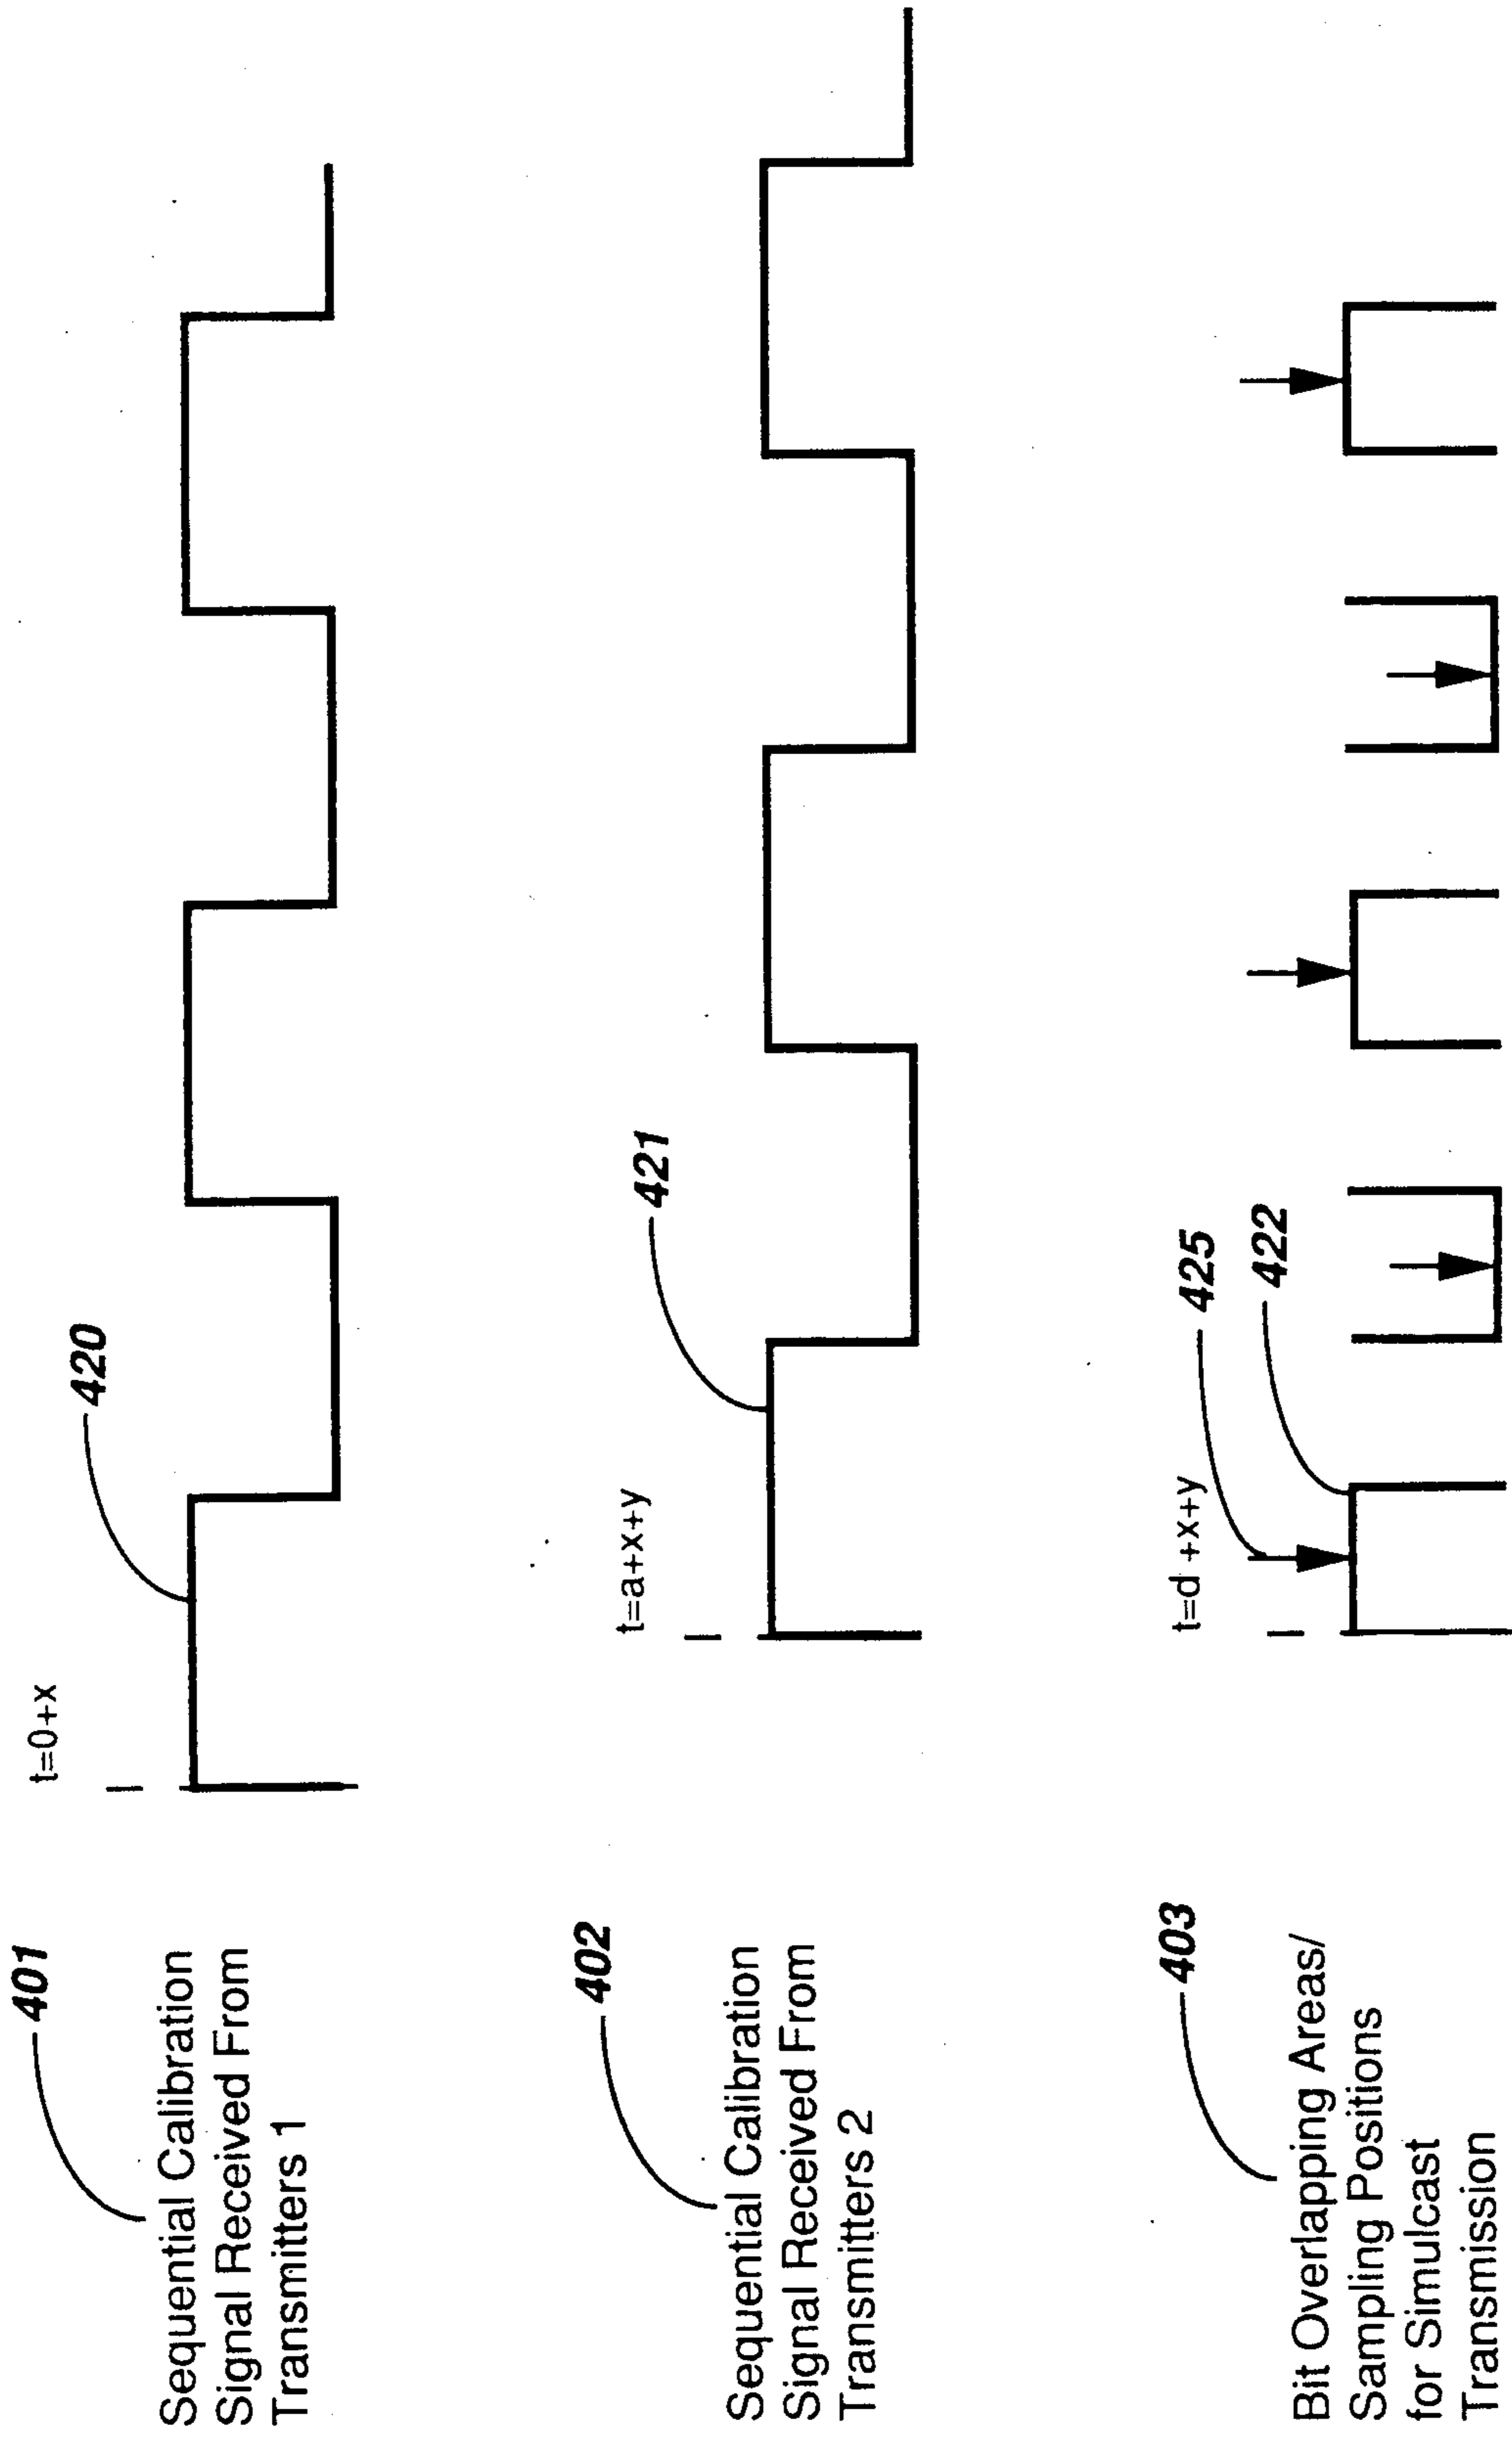 401
Sequential Calibration
Signal Received From
Transmitters 1
t=0+x
420
402
Sequential Calibration
Signal Received From
Transmitters 2
t=a+x+y
421
403
Bit Overlapping Areas/
Sampling Positions
for Simulcast
Transmission
t=d +x+y
425
422